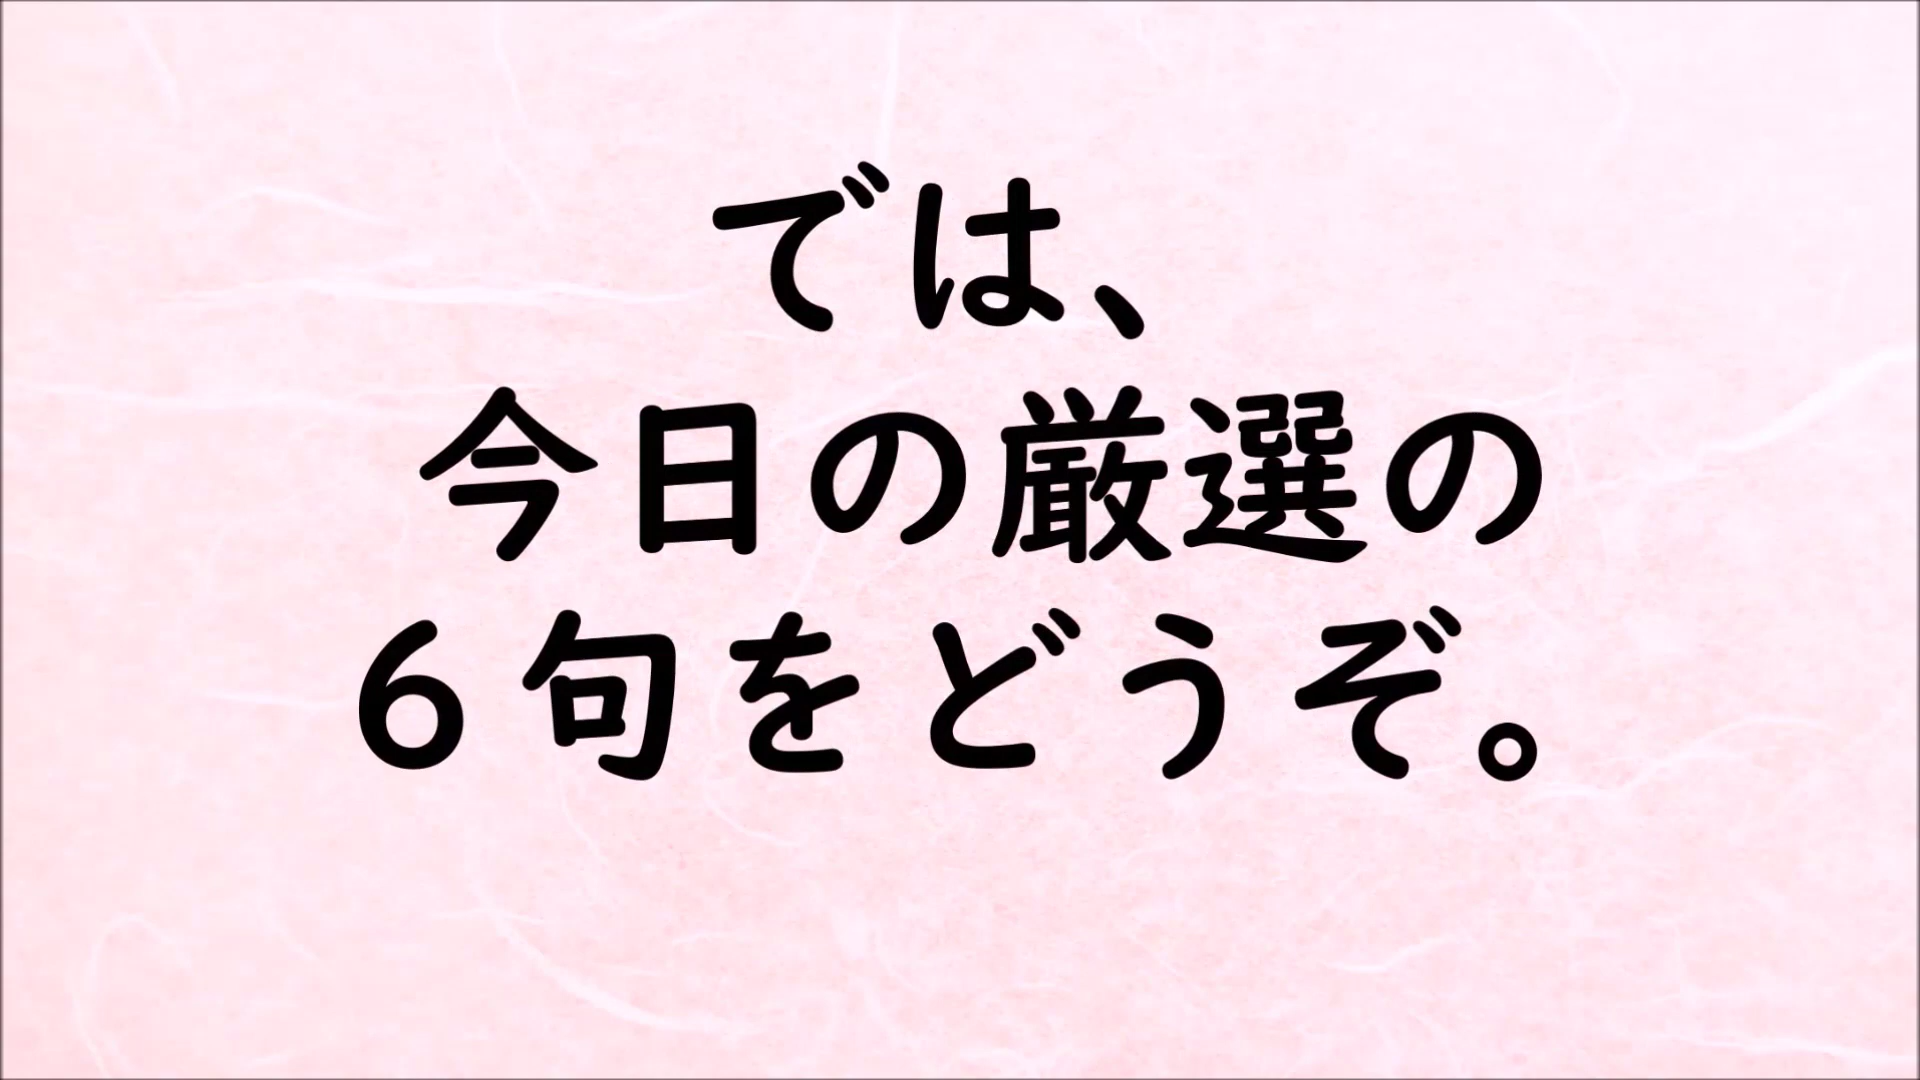 では、
今日の厳選の
６句をどうぞ。